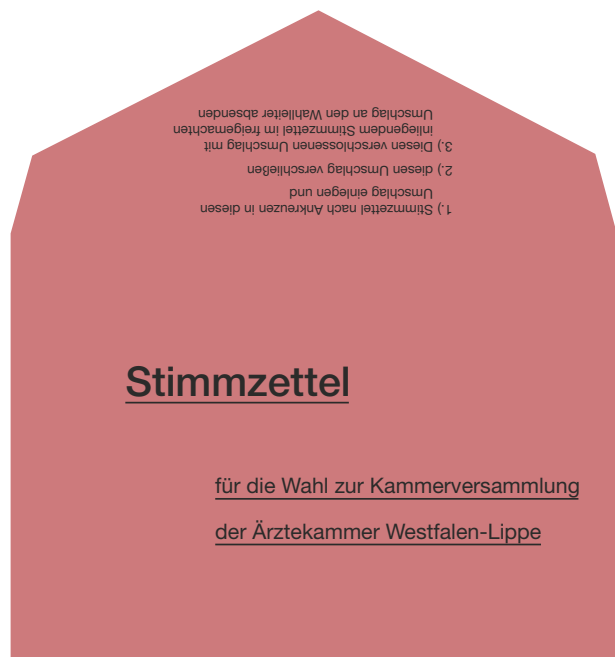 1.) Stimmzettel nach Ankreuzen in diesen
Umschlag einlegen und
2.) diesen Umschlag verschließen
3.) Diesen verschlossenen Umschlag mit
inliegendem Stimmzettel im freigemachten
Umschlag an den Wahlleiter absenden
Stimmzettel
für die Wahl zur Kammerversammlung
der Ärztekammer Westfalen-Lippe